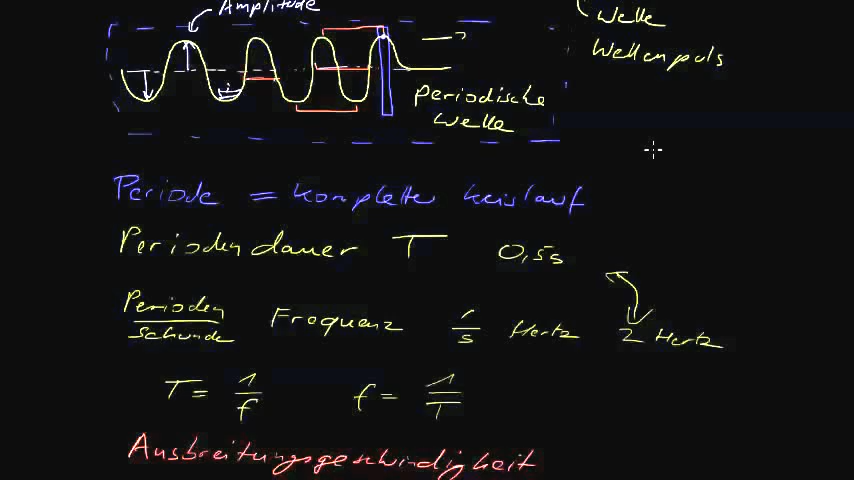 Amplitude
Welle
Wellenpuls
Periodische
Welle
Periode = kompletter Kreislauf
Periodendauer T 0,5s
Perioden
Sekunde Frequenz 1/s Hertz 2 Hertz
T = 1/f f = 1/T
Ausbreitungsgeschwindigkeit